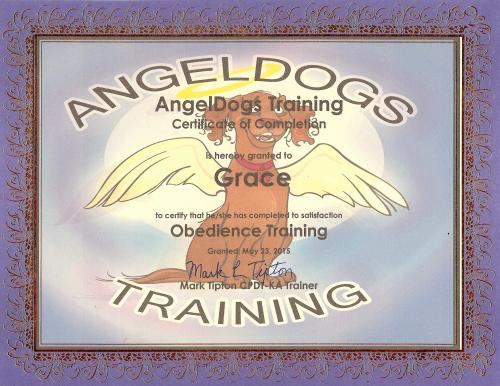 ANGELDOGS
AngelDogs Training
Certificate of Completion
is hereby granted to
Grace
to certify that he/she has completed to satisfaction
Obedience Training
Granted: May 23, 2015
Mark L Tipton
Mark Tipton CPDT-KA Trainer
TRAINING